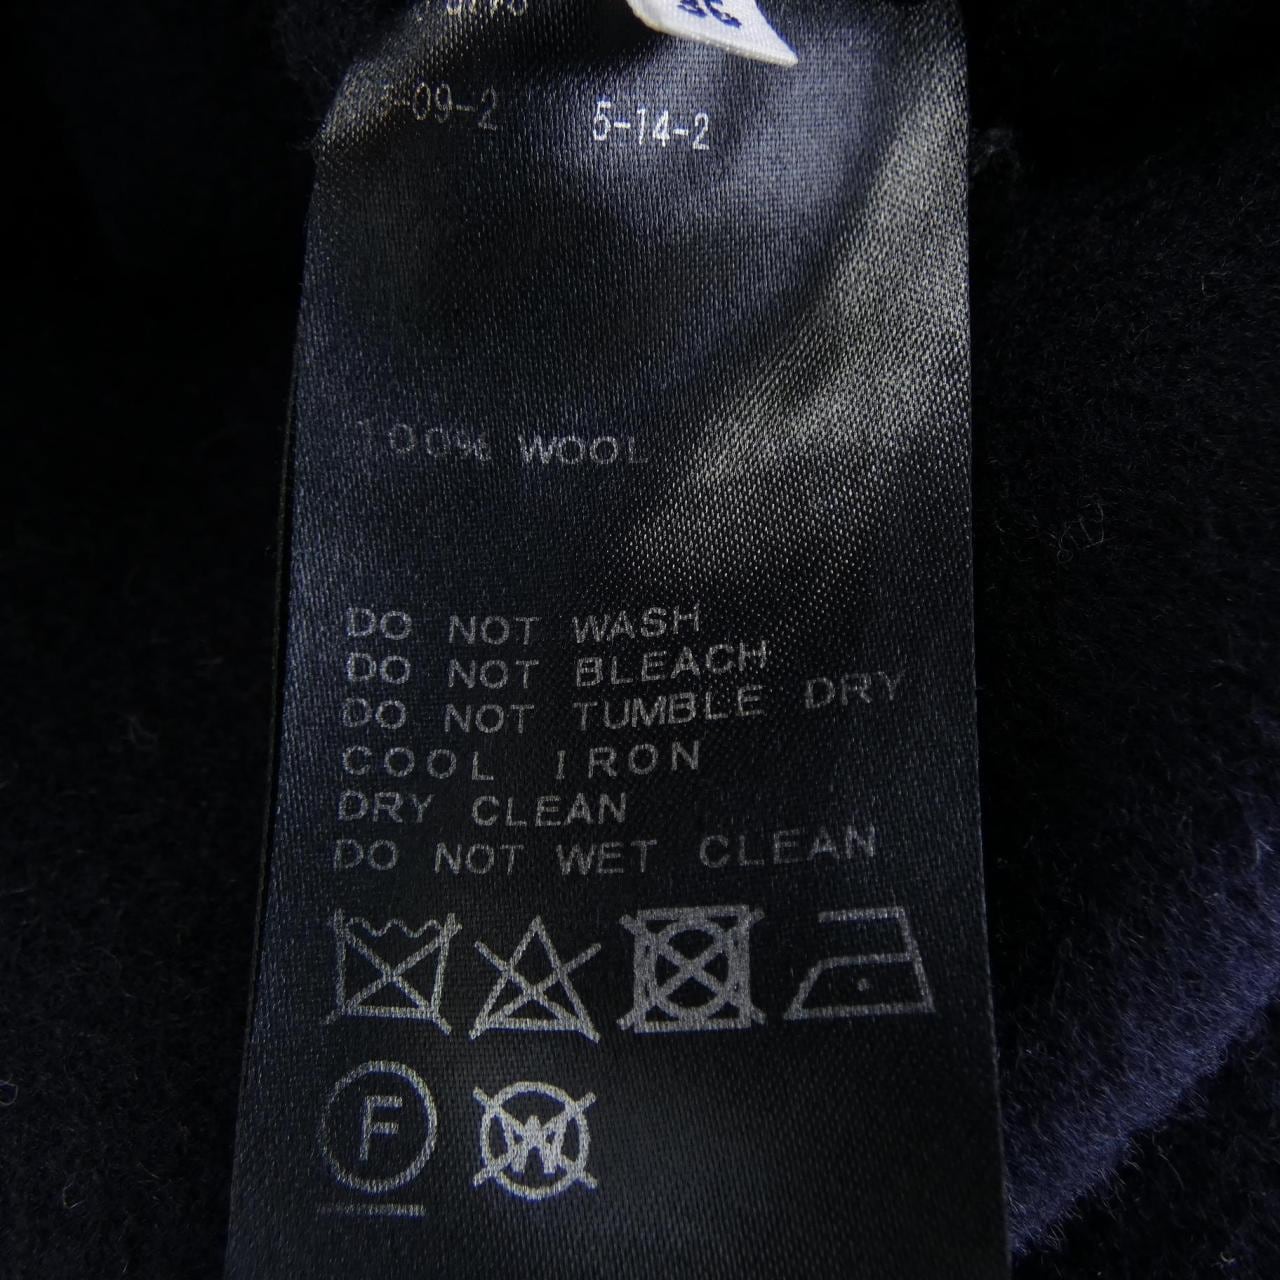 5-14-2
100% WOOL
DO NOT WASH
DO NOT BLEACH
DO NOT TUMBLE DRY
COOL IRON
DRY CLEAN
DO NOT WET CLEAN
F
W